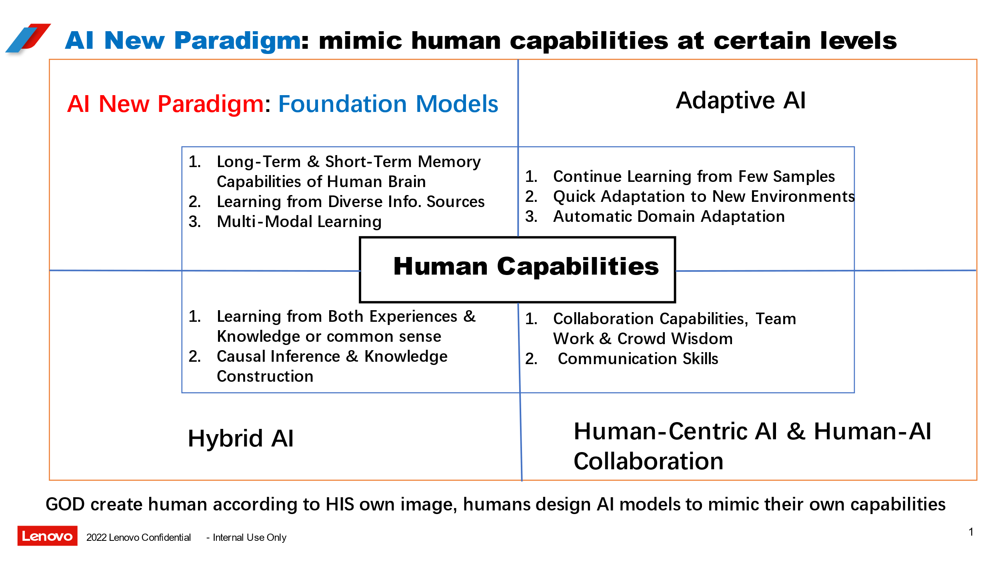 AI New Paradigm: mimic human capabilities at certain levels
AI New Paradigm: Foundation Models
Adaptive AI
1. Long-Term & Short-Term Memory
Capabilities of Human Brain
2. Learning from Diverse Info. Sources
3. Multi-Modal Learning
1. Continue Learning from Few Samples
2. Quick Adaptation to New Environments
3. Automatic Domain Adaptation
Human Capabilities
1. Learning from Both Experiences &
Knowledge or common sense
2. Causal Inference & Knowledge
Construction
1. Collaboration Capabilities, Team
Work & Crowd Wisdom
2. Communication Skills
Hybrid AI
Human-Centric AI & Human-AI
Collaboration
GOD create human according to HIS own image, humans design AI models to mimic their own capabilities
Lenovo
2022 Lenovo Confidential - Internal Use Only
1